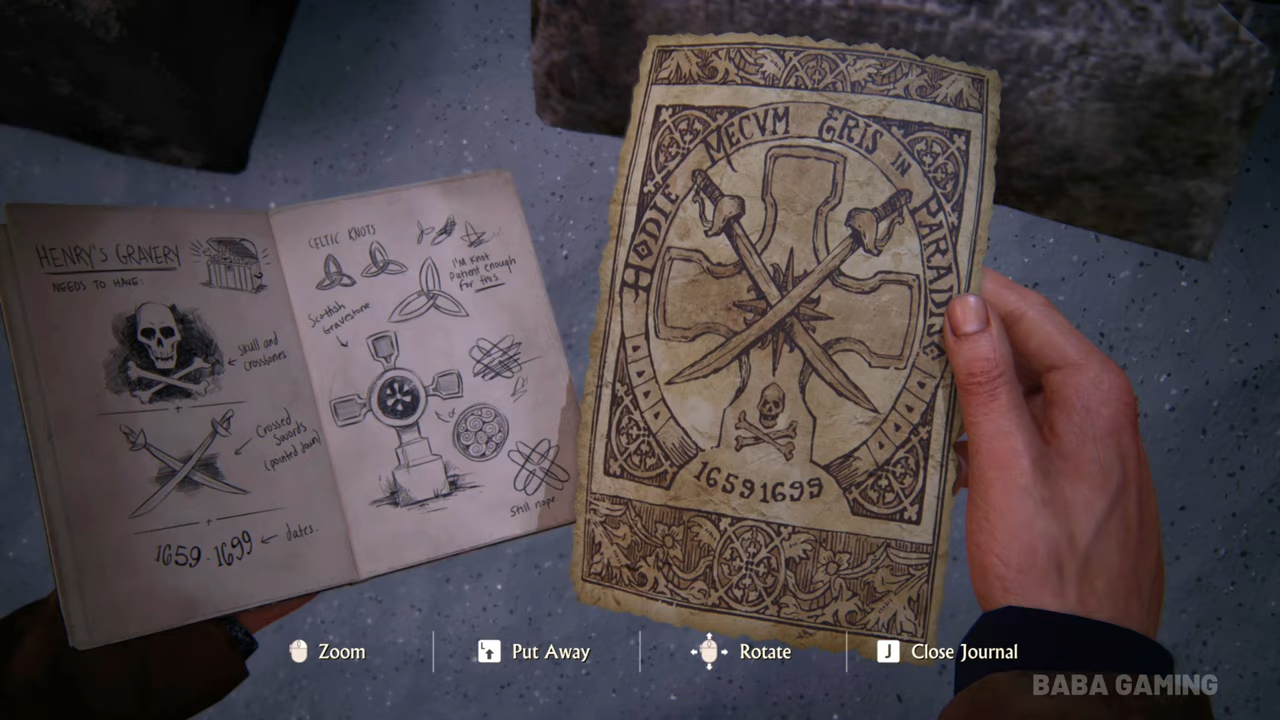 HENRY'S GRAVERY
NEEDS TO HAVE:
Skull and
crossbones
Crossed
Swords
(pointed down)
1659-1699 ← dates.
CELTIC KNOTS
I'm Knot
Patient enough
for this.
Scottish
Gravestone
or
Still nope.
HODIE MECVM ERIS IN PARADISE
16591699
Zoom
L
Put Away
Rotate
J
Close Journal
BABA GAMING